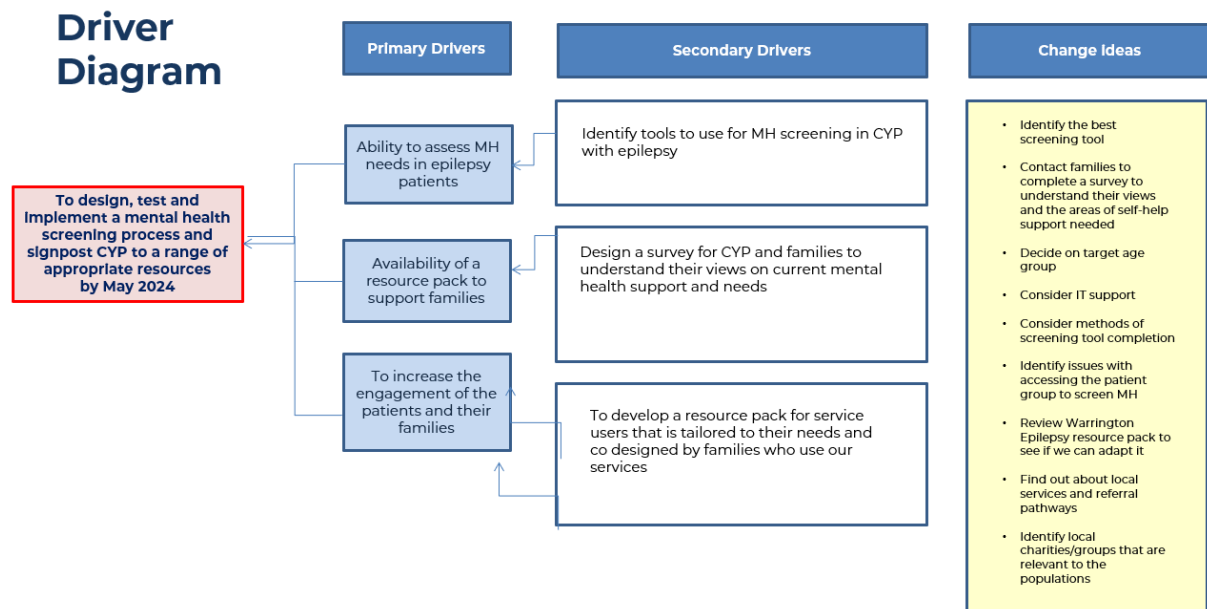 Driver
Diagram
Primary Drivers
Secondary Drivers
Change Ideas
To design, test and
implement a mental health
screening process and
signpost CYP to a range of
appropriate resources
by May 2024
Ability to assess MH
needs in epilepsy
patients
Availability of a
resource pack to
support families
To increase the
engagement of the
patients and their
families
Identify tools to use for MH screening in CYP
with epilepsy
Design a survey for CYP and families to
understand their views on current mental
health support and needs
To develop a resource pack for service
users that is tailored to their needs and
co designed by families who use our
services
• Identify the best
screening tool
• Contact families to
complete a survey to
understand their views
and the areas of self-help
support needed
• Decide on target age
group
• Consider IT support
• Consider methods of
screening tool completion
• Identify issues with
accessing the patient
group to screen MH
• Review Warrington
Epilepsy resource pack to
see if we can adapt it
• Find out about local
services and referral
pathways
• Identify local
charities/groups that are
relevant to the
populations